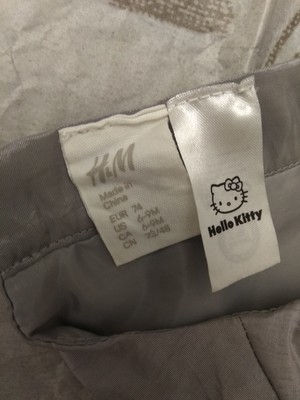 H&M
Made in
China
EUR 74
US 6-9M
CA 6-9M
CN 73/48
Hello Kitty